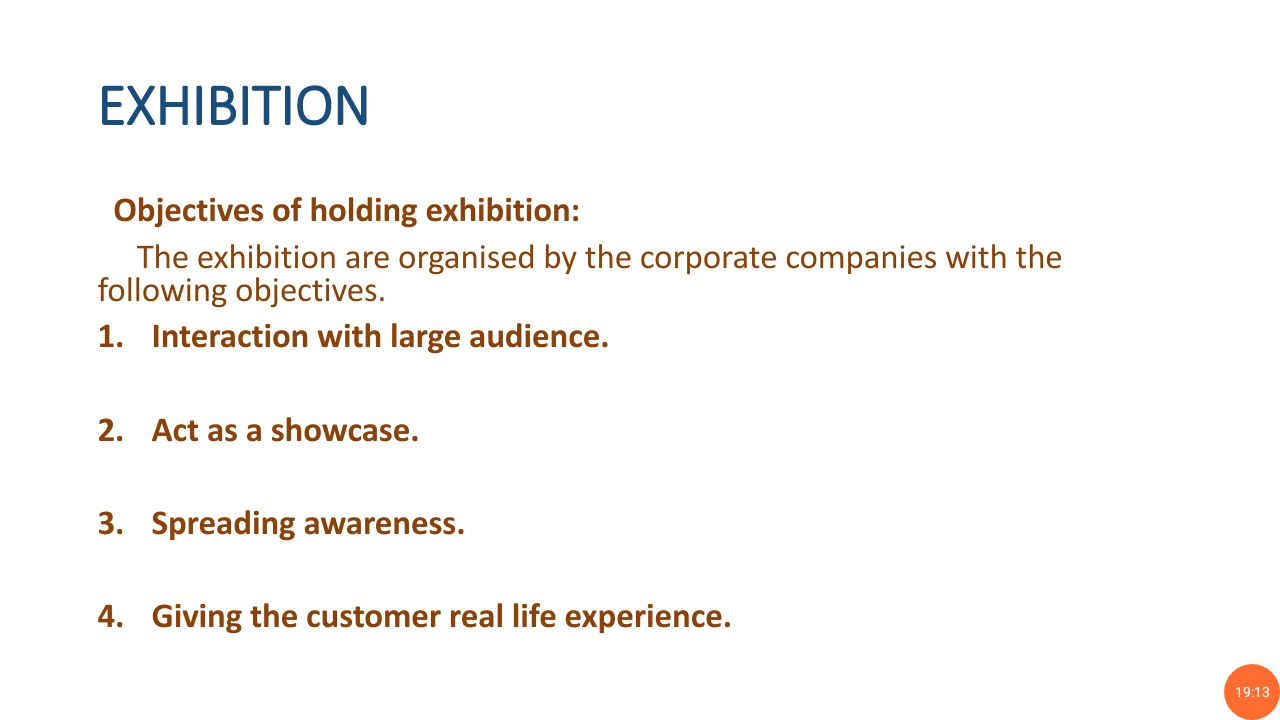 EXHIBITION
Objectives of holding exhibition:
The exhibition are organised by the corporate companies with the
following objectives.
1. Interaction with large audience.
2. Act as a showcase.
3. Spreading awareness.
4. Giving the customer real life experience.
19:13